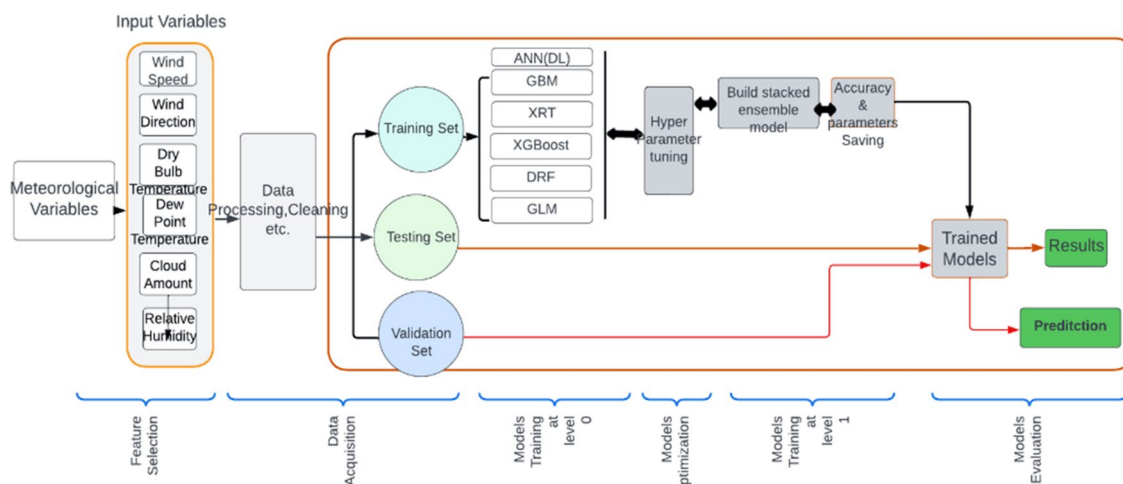 Input Variables
Wind
Speed
Wind
Direction
Dry
Bulb
Temperature
Dew
Point
Temperature
Cloud
Amount
Relative
Humidity
Meteorological
Variables
Data
Processing,Cleaning
etc.
Training Set
Testing Set
Validation
Set
ANN(DL)
GBM
XRT
XGBoost
DRF
GLM
Hyper
Parameter
tuning
Build stacked
ensemble
model
Accuracy
&
parameters
Saving
Trained
Models
Results
Preditction
Feature
Selection
Data
Acquisition
Models
Training
at
level
0
Models
ptimization
Models
Training
at
level
1
Models
Evaluation